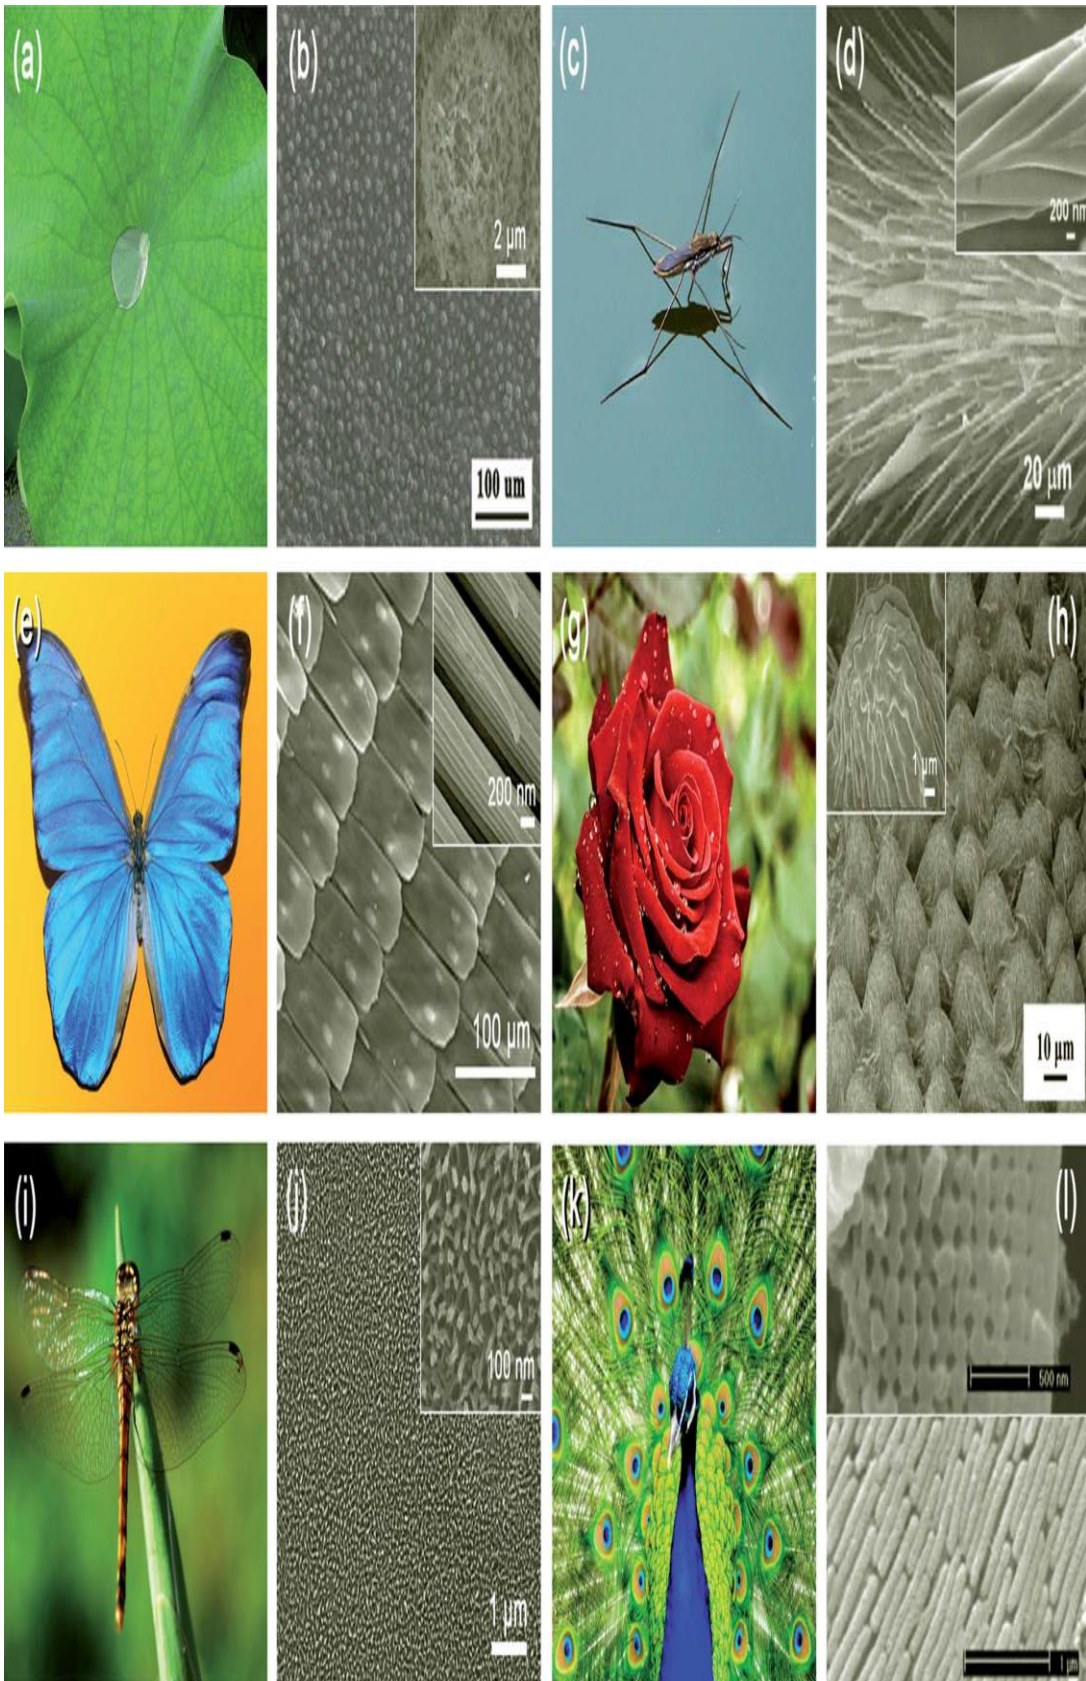 (a)
(b)
2 µm
100 um
(c)
(d)
200 nm
20 µm
(e)
(f)
200 nm
100 µm
(g)
(h)
1 µm
10 µm
(i)
(j)
100 nm
1 µm
(k)
(l)
500 nm
1 µm